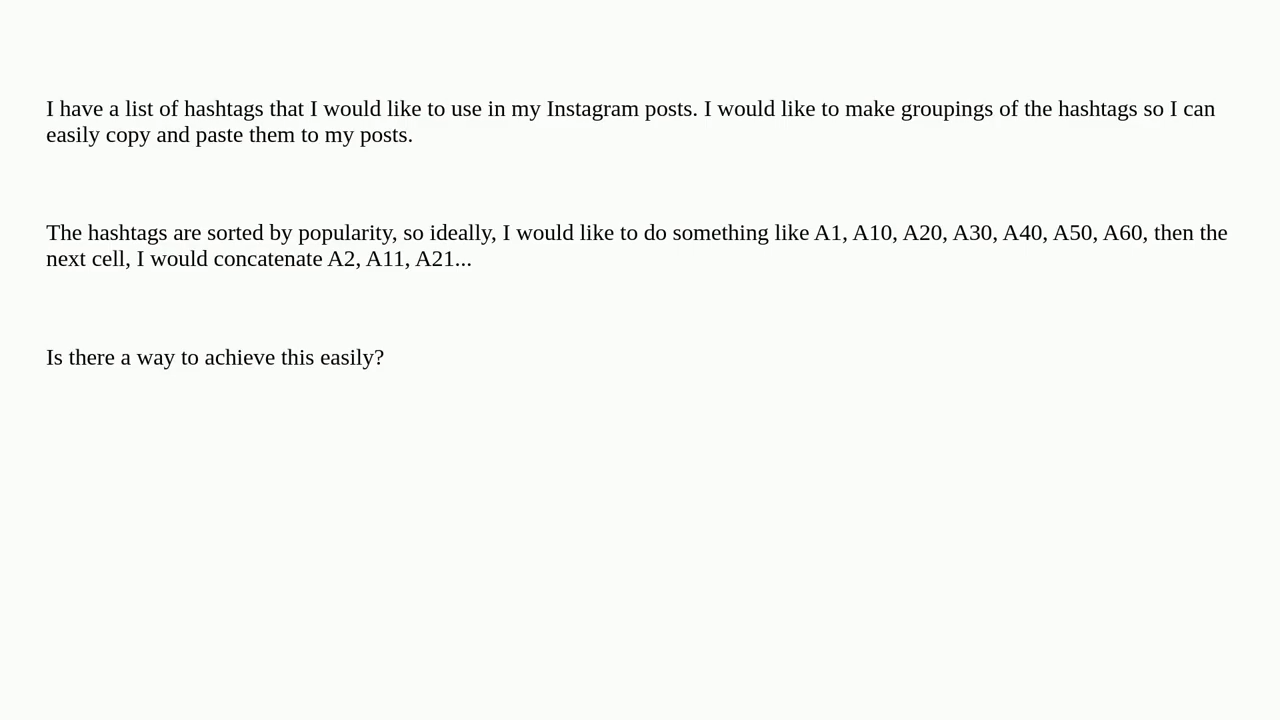 I have a list of hashtags that I would like to use in my Instagram posts. I would like to make groupings of the hashtags so I can
easily copy and paste them to my posts.
The hashtags are sorted by popularity, so ideally, I would like to do something like A1, A10, A20, A30, A40, A50, A60, then the
next cell, I would concatenate A2, A11, A21...
Is there a way to achieve this easily?